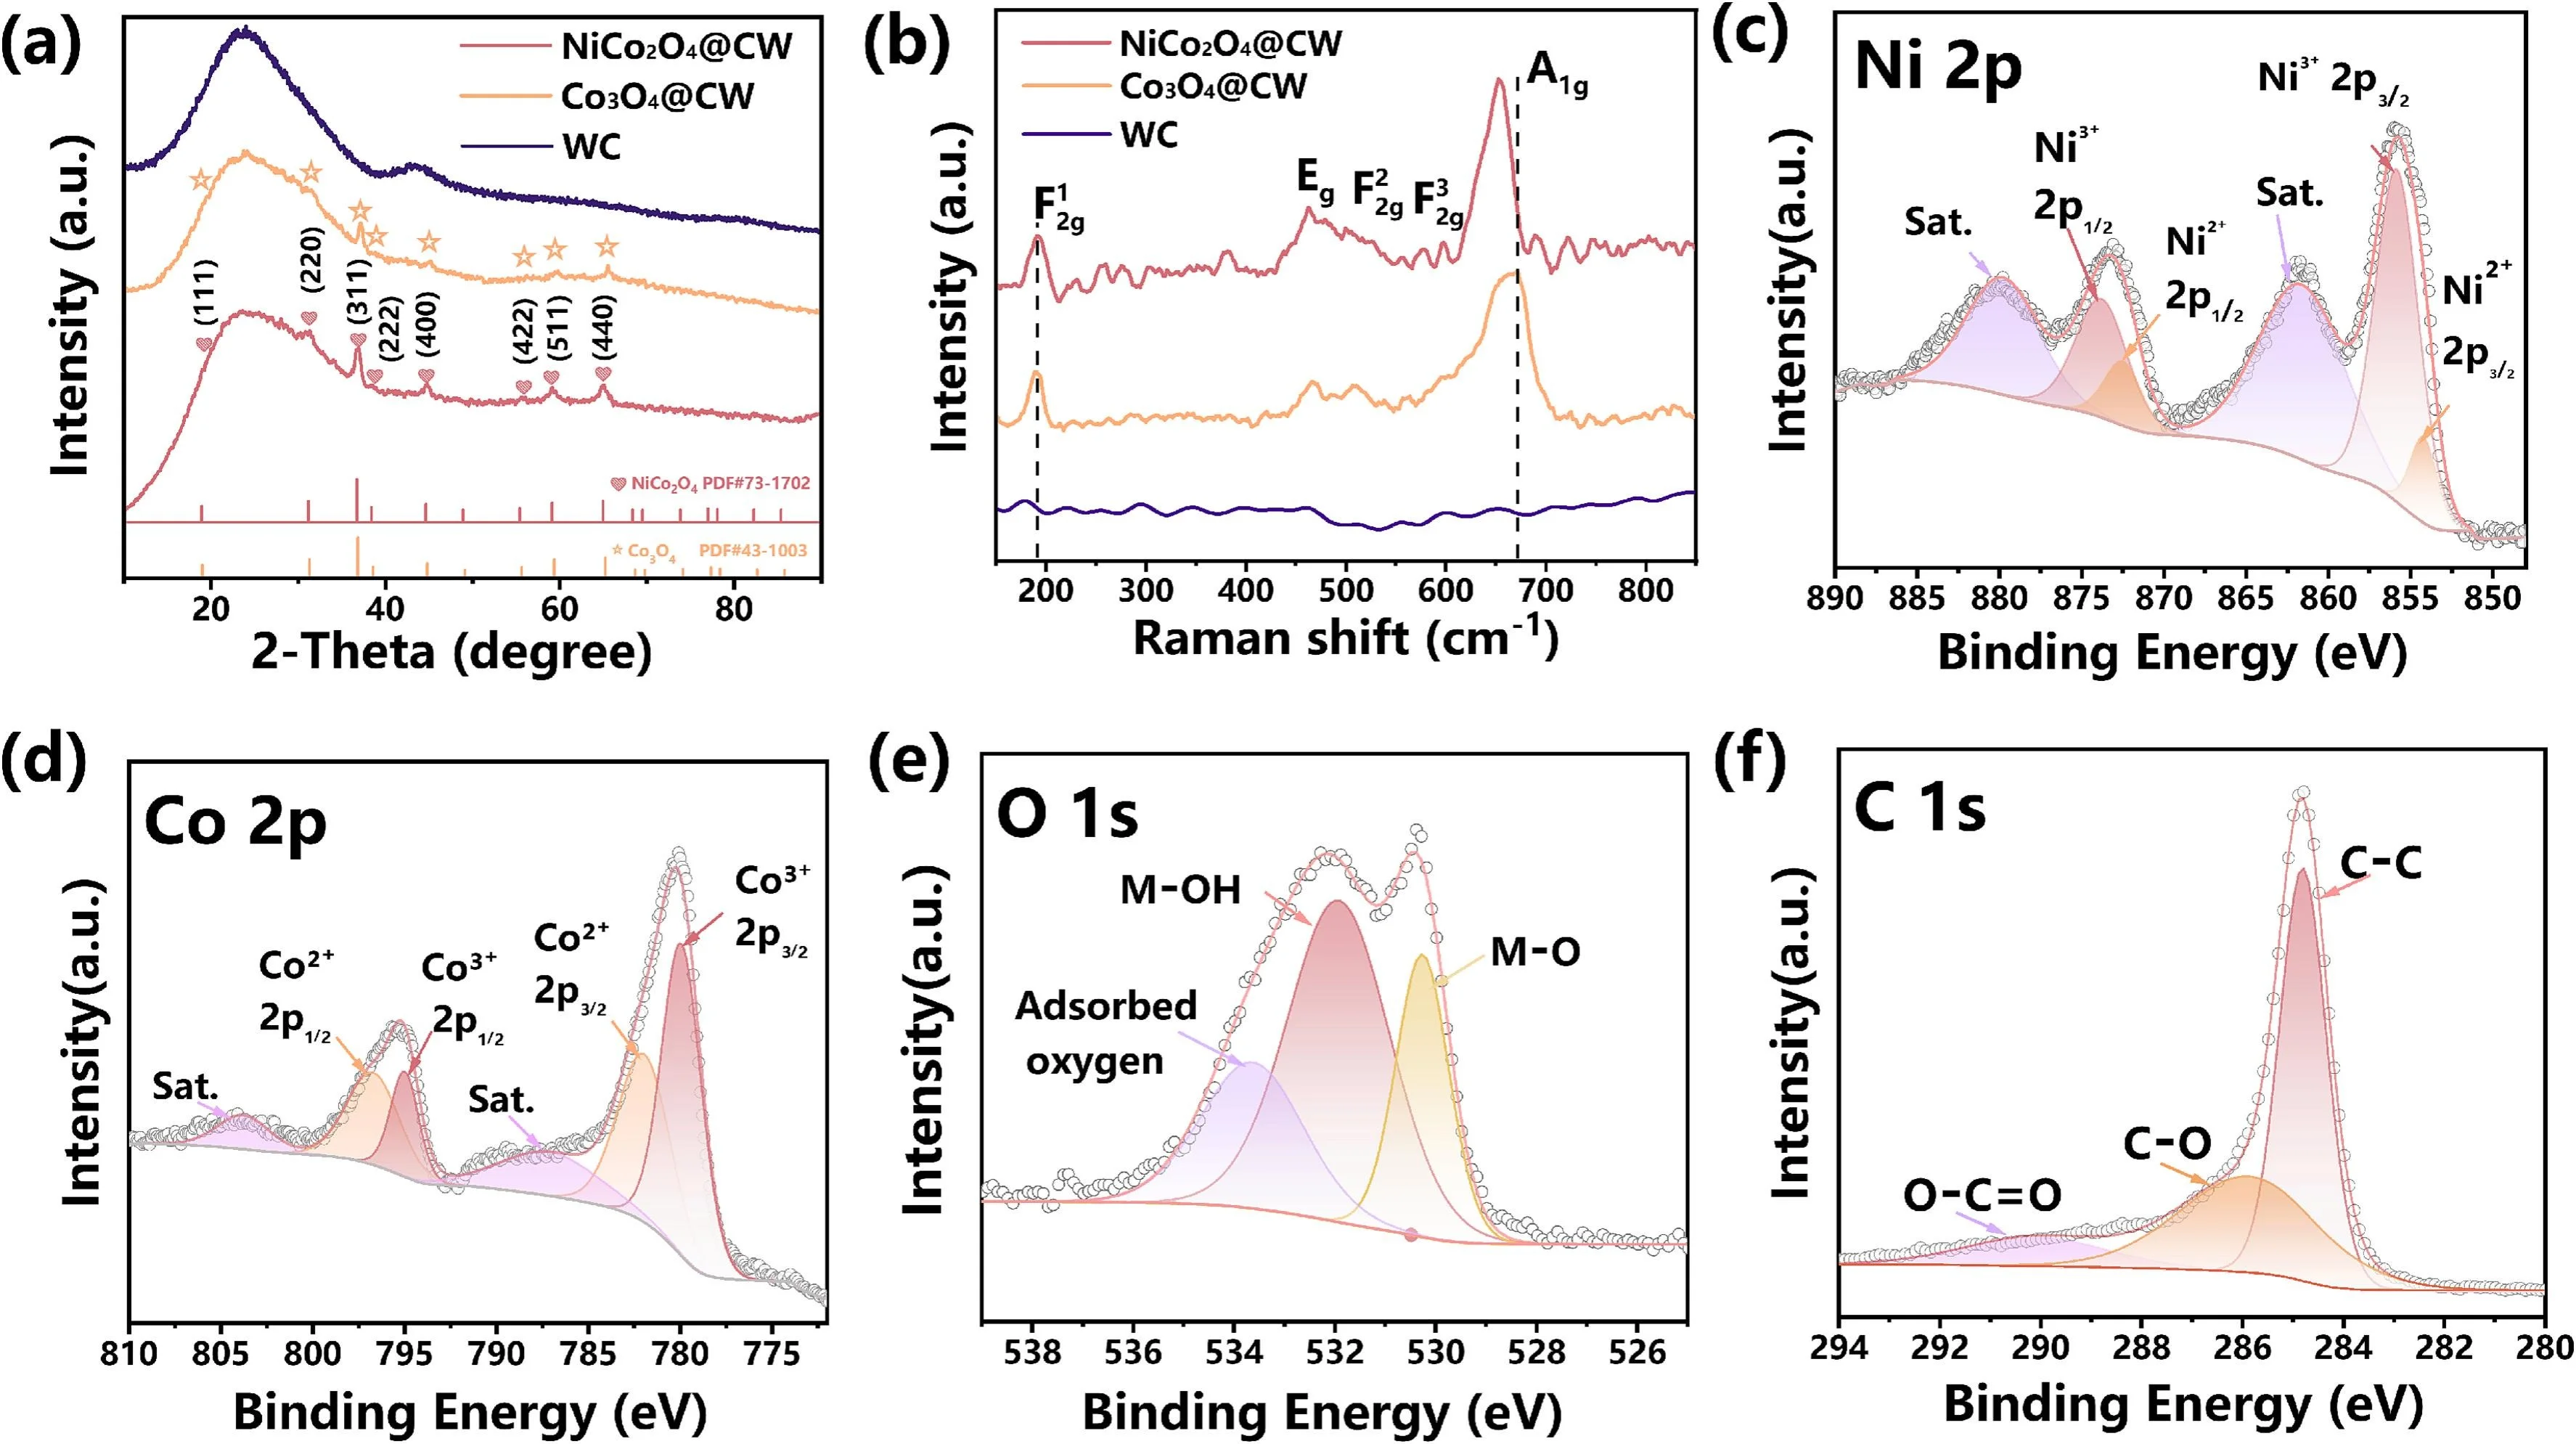 (a)
NiCo₂O₄@CW
Co₃O₄@CW
WC
(111)
(220)
(311)
(222)
(400)
(422)
(511)
(440)
NiCo₂O₄ PDF#73-1702
Co₃O₄ PDF#43-1003
20 40 60 80
2-Theta (degree)
Intensity (a.u.)
(b)
NiCo₂O₄@CW
Co₃O₄@CW
WC
A₁g
F¹₂g
Eg
F²₂g
F³₂g
200 300 400 500 600 700 800
Raman shift (cm⁻¹)
Intensity (a.u.)
(c)
Ni 2p
Ni³⁺ 2p₃/₂
Ni³⁺
2p₁/₂
Sat.
Sat.
Ni²⁺
2p₁/₂
Ni²⁺
2p₃/₂
890 885 880 875 870 865 860 855 850
Binding Energy (eV)
Intensity(a.u.)
(d)
Co 2p
Co³⁺
2p₃/₂
Co²⁺
2p₃/₂
Co²⁺
2p₁/₂
Co³⁺
2p₁/₂
Sat.
Sat.
810 805 800 795 790 785 780 775
Binding Energy (eV)
Intensity(a.u.)
(e)
O 1s
M-OH
M-O
Adsorbed
oxygen
538 536 534 532 530 528 526
Binding Energy (eV)
Intensity(a.u.)
(f)
C 1s
C-C
C-O
O-C=O
294 292 290 288 286 284 282 280
Binding Energy (eV)
Intensity(a.u.)